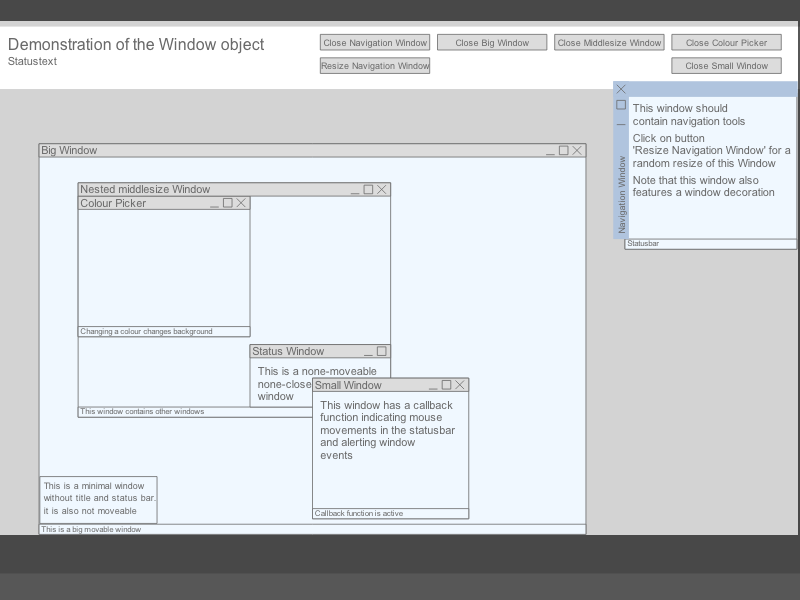 Demonstration of the Window object
Statustext
Close Navigation Window
Close Big Window
Close Middlesize Window
Close Colour Picker
Resize Navigation Window
Close Small Window
This window should
contain navigation tools
Click on button
'Resize Navigation Window' for a
random resize of this Window
Note that this window also
features a window decoration
Navigation Window
Statusbar
Big Window
Nested middlesize Window
Colour Picker
Changing a colour changes background
Status Window
This is a none-moveable
none-close
window
This window contains other windows
Small Window
This window has a callback
function indicating mouse
movements in the statusbar
and alerting window
events
Callback function is active
This is a minimal window
without title and status bar.
it is also not moveable
This is a big movable window